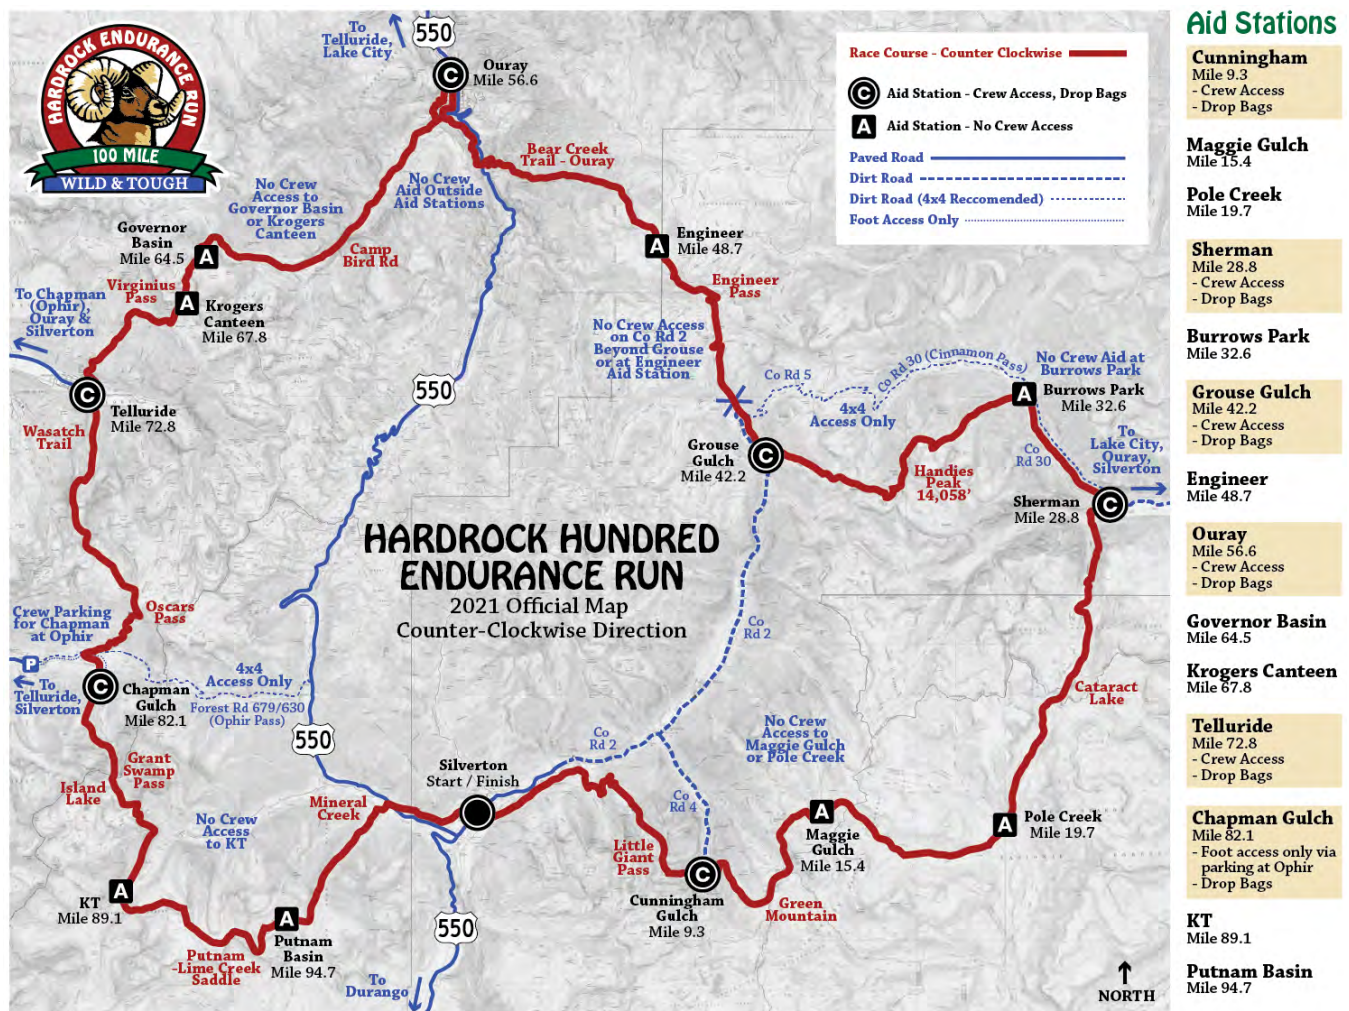 HARDROCK ENDURANCE RUN
100 MILE
WILD & TOUGH
To
Telluride,
Lake City
550
Ouray
Mile 56.6
Race Course - Counter Clockwise
C
Aid Station - Crew Access, Drop Bags
A
Aid Station - No Crew Access
Paved Road
Dirt Road
Dirt Road (4x4 Reccomended)
Foot Access Only
Bear Creek
Trail - Ouray
No Crew
Access to
Governor Basin
or Krogers
Canteen
No Crew
Aid Outside
Aid Stations
Governor
Basin
Mile 64.5
A
Camp
Bird Rd
A
Engineer
Mile 48.7
Engineer
Pass
To Chapman
(Ophir),
Ouray &
Silverton
Virginius
Pass
A
Krogers
Canteen
Mile 67.8
No Crew Access
on Co Rd 2
Beyond Grouse
or at Engineer
Aid Station
Co Rd 5
Co Rd 30 (Cinnamon Pass)
No Crew Aid at
Burrows Park
A
Burrows Park
Mile 32.6
4x4
Access Only
C
Telluride
Mile 72.8
Wasatch
Trail
550
Grouse
Gulch
Mile 42.2
C
Handies
Peak
14,058'
Co
Rd 30
To
Lake City,
Ouray,
Silverton
Sherman
Mile 28.8
C
HARDROCK HUNDRED
ENDURANCE RUN
2021 Official Map
Counter-Clockwise Direction
Crew Parking
for Chapman
at Ophir
Oscars
Pass
P
To
Telluride,
Silverton
C
Chapman
Gulch
Mile 82.1
4x4
Access Only
Forest Rd 679/630
(Ophir Pass)
Co
Rd 2
Cataract
Lake
550
No Crew
Access to
Maggie Gulch
or Pole Creek
Co
Rd 2
Grant
Swamp
Pass
Island
Lake
Silverton
Start / Finish
Mineral
Creek
Co
Rd 4
No Crew
Access
to KT
A
Maggie
Gulch
Mile 15.4
A
Pole Creek
Mile 19.7
Little
Giant
Pass
C
Cunningham
Gulch
Mile 9.3
Green
Mountain
A
KT
Mile 89.1
A
Putnam
Basin
Mile 94.7
Putnam
-Lime Creek
Saddle
550
To
Durango
NORTH
Aid Stations
Cunningham
Mile 9.3
- Crew Access
- Drop Bags
Maggie Gulch
Mile 15.4
Pole Creek
Mile 19.7
Sherman
Mile 28.8
- Crew Access
- Drop Bags
Burrows Park
Mile 32.6
Grouse Gulch
Mile 42.2
- Crew Access
- Drop Bags
Engineer
Mile 48.7
Ouray
Mile 56.6
- Crew Access
- Drop Bags
Governor Basin
Mile 64.5
Krogers Canteen
Mile 67.8
Telluride
Mile 72.8
- Crew Access
- Drop Bags
Chapman Gulch
Mile 82.1
- Foot access only via
parking at Ophir
- Drop Bags
KT
Mile 89.1
Putnam Basin
Mile 94.7